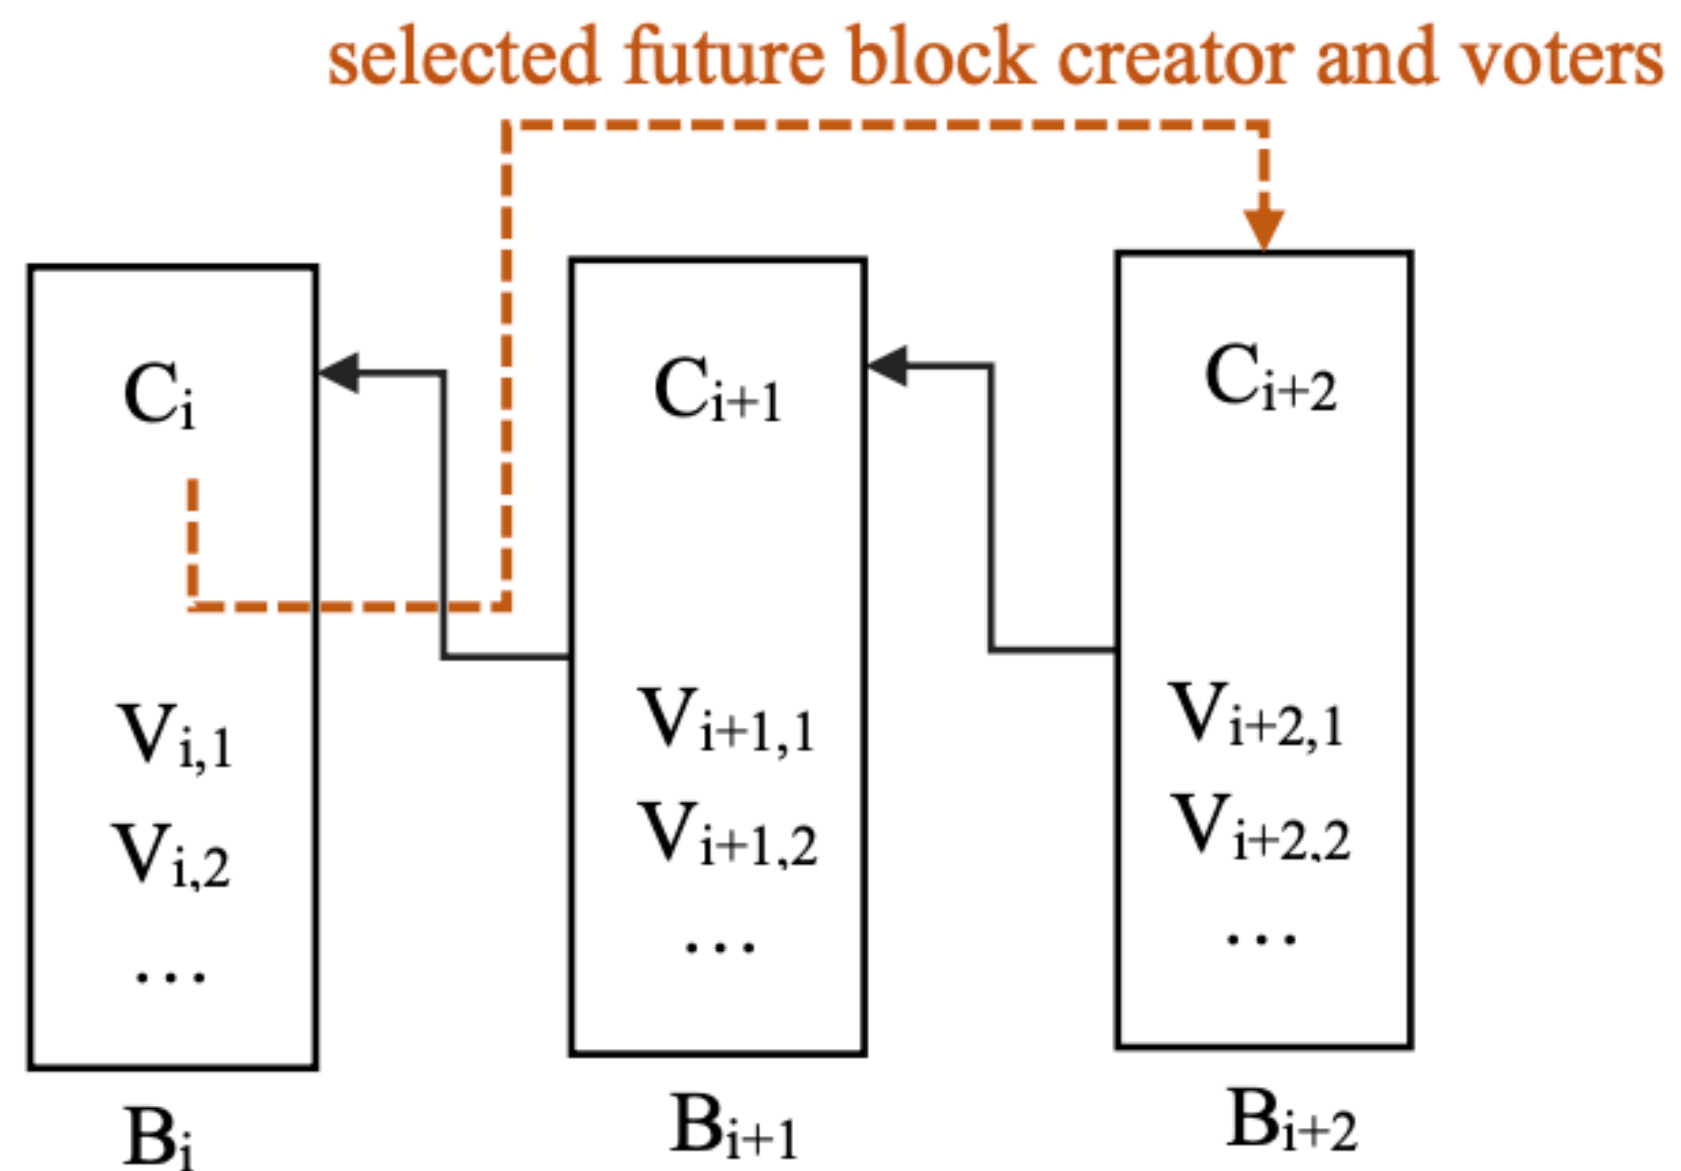 selected future block creator and voters
Cᵢ
Vᵢ,₁
Vᵢ,₂
...
Bᵢ
Cᵢ₊₁
Vᵢ₊₁,₁
Vᵢ₊₁,₂
...
Bᵢ₊₁
Cᵢ₊₂
Vᵢ₊₂,₁
Vᵢ₊₂,₂
...
Bᵢ₊₂